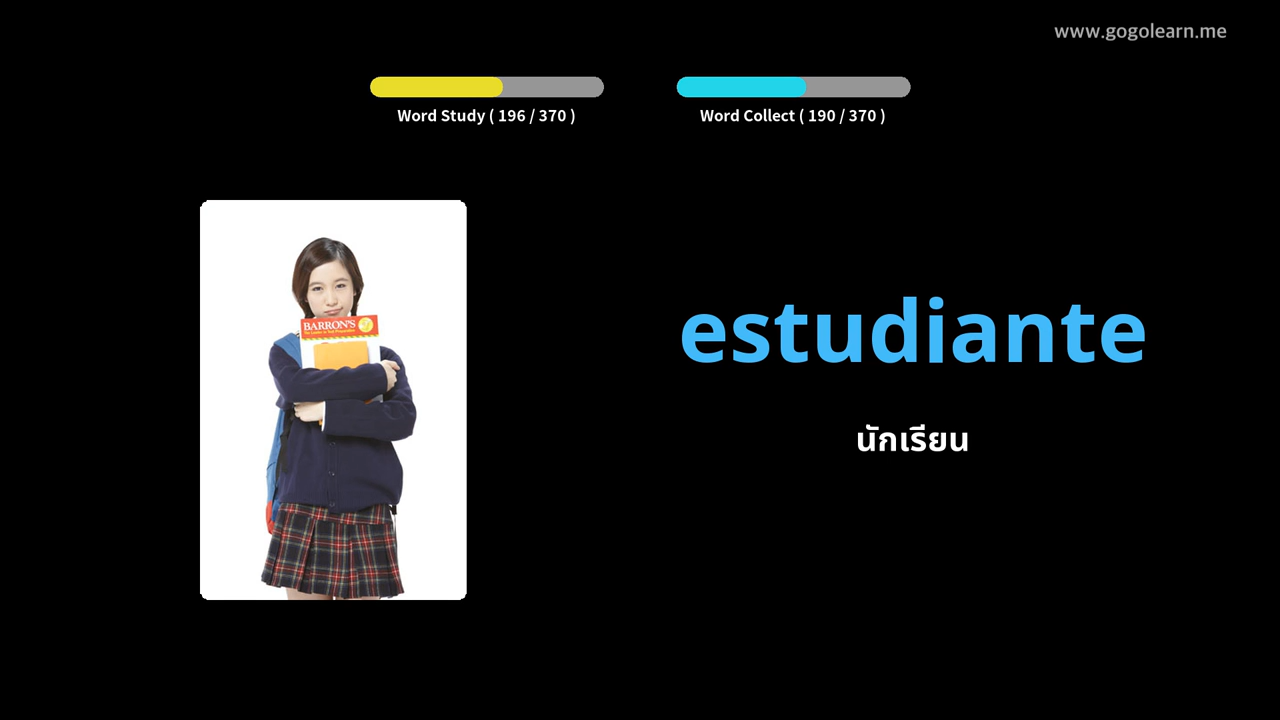 www.gogolearn.me
Word Study ( 196 / 370 )
Word Collect ( 190 / 370 )
BARRON'S
estudiante
นักเรียน